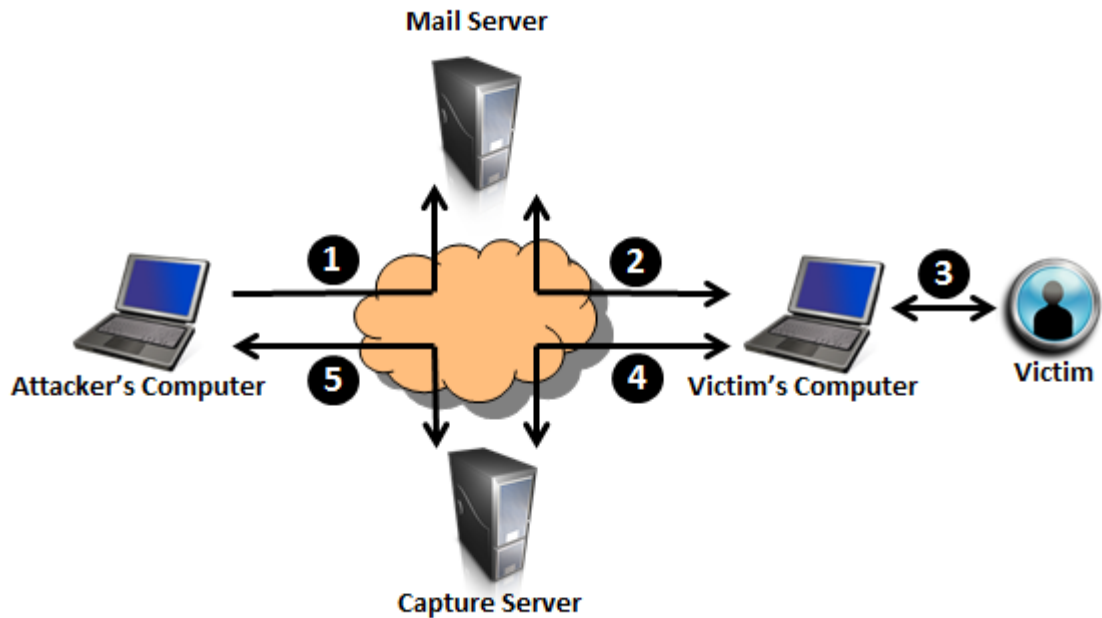 Mail Server
1
2
3
Attacker's Computer
5
4
Victim's Computer
Victim
Capture Server